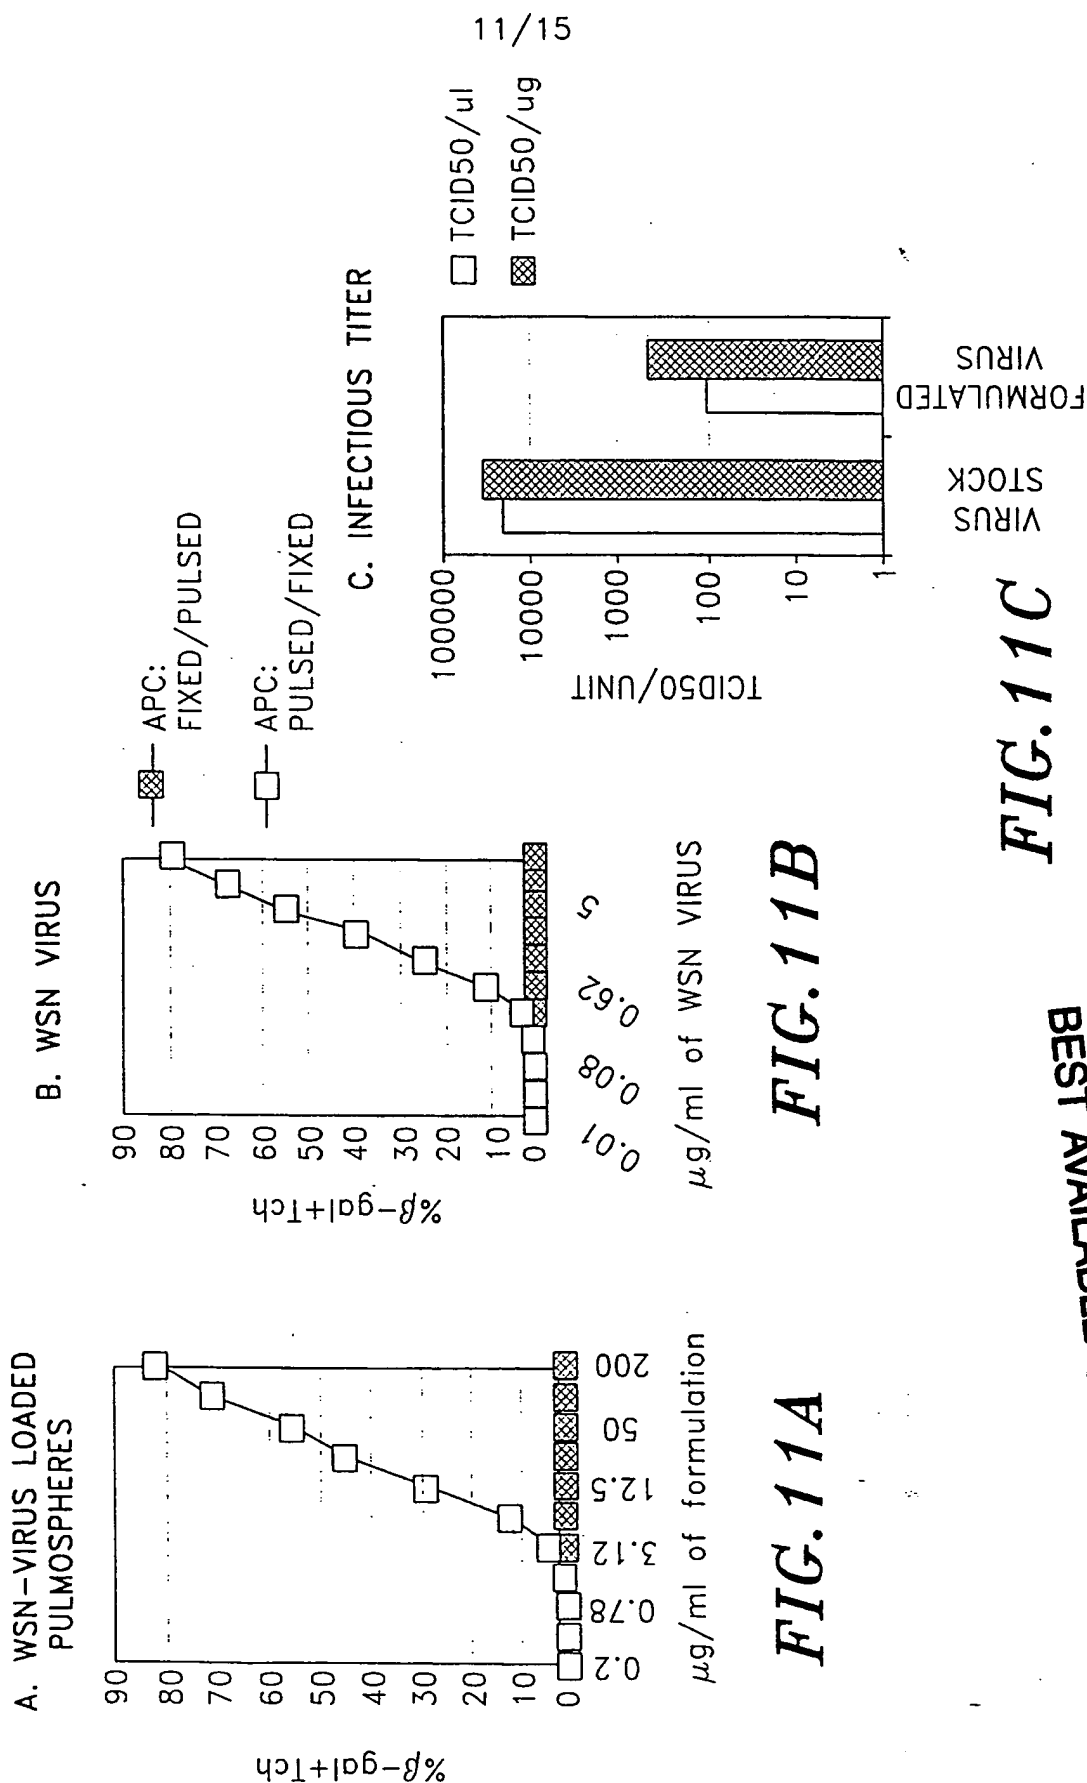 11/15
A. WSN-VIRUS LOADED
PULMOSPHERES
%β-gal+Tch
90
80
70
60
50
40
30
20
10
0
0.2
0.78
3.12
12.5
50
200
μg/ml of formulation
FIG.11A
B. WSN VIRUS
%β-gal+Tch
90
80
70
60
50
40
30
20
10
0
0.01
0.08
0.62
5
μg/ml of WSN VIRUS
APC:
FIXED/PULSED
APC:
PULSED/FIXED
FIG.11B
C. INFECTIOUS TITER
TCID50/UNIT
100000
10000
1000
100
10
1
VIRUS
STOCK
FORMULATED
VIRUS
TCID50/ul
TCID50/ug
FIG.11C
BEST